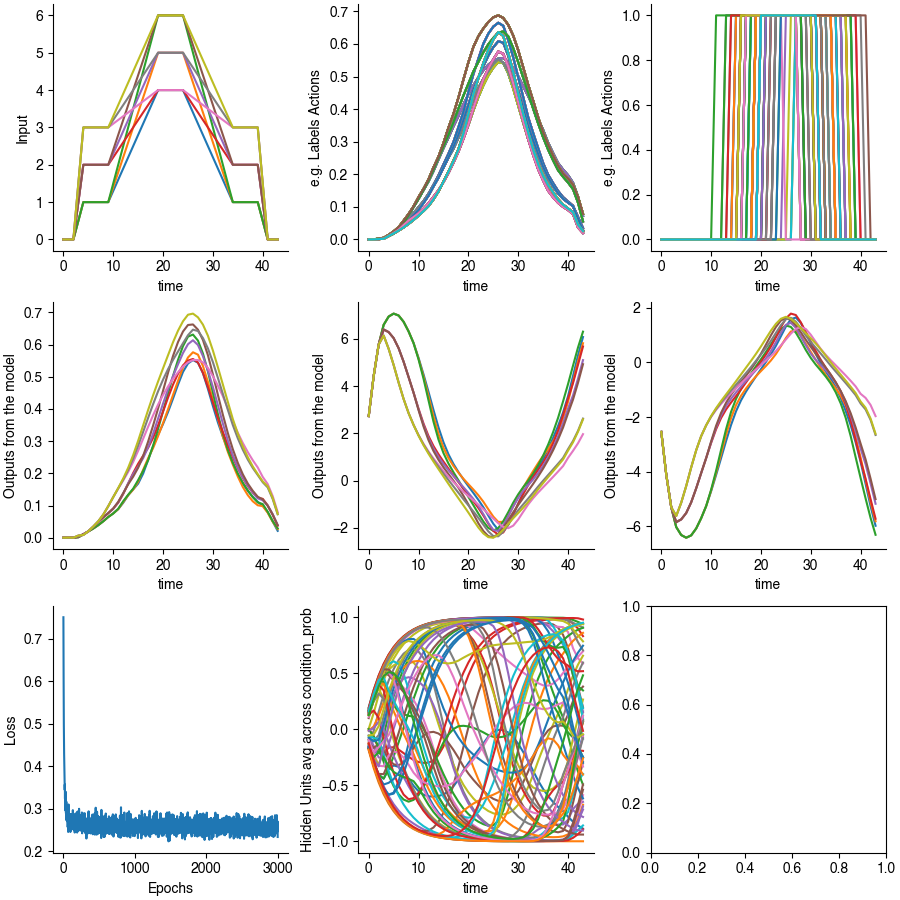 6
5
4
3
2
1
0
Input
0 10 20 30 40
time
0.7
0.6
0.5
0.4
0.3
0.2
0.1
0.0
e.g. Labels Actions
0 10 20 30 40
time
1.0
0.8
0.6
0.4
0.2
0.0
e.g. Labels Actions
0 10 20 30 40
time
0.7
0.6
0.5
0.4
0.3
0.2
0.1
0.0
Outputs from the model
0 10 20 30 40
time
6
4
2
0
−2
Outputs from the model
0 10 20 30 40
time
2
0
−2
−4
−6
Outputs from the model
0 10 20 30 40
time
0.7
0.6
0.5
0.4
0.3
0.2
Loss
0 1000 2000 3000
Epochs
1.0
0.5
0.0
−0.5
−1.0
Hidden Units avg across condition_prob
0 10 20 30 40
time
1.0
0.8
0.6
0.4
0.2
0.0
0.0 0.2 0.4 0.6 0.8 1.0